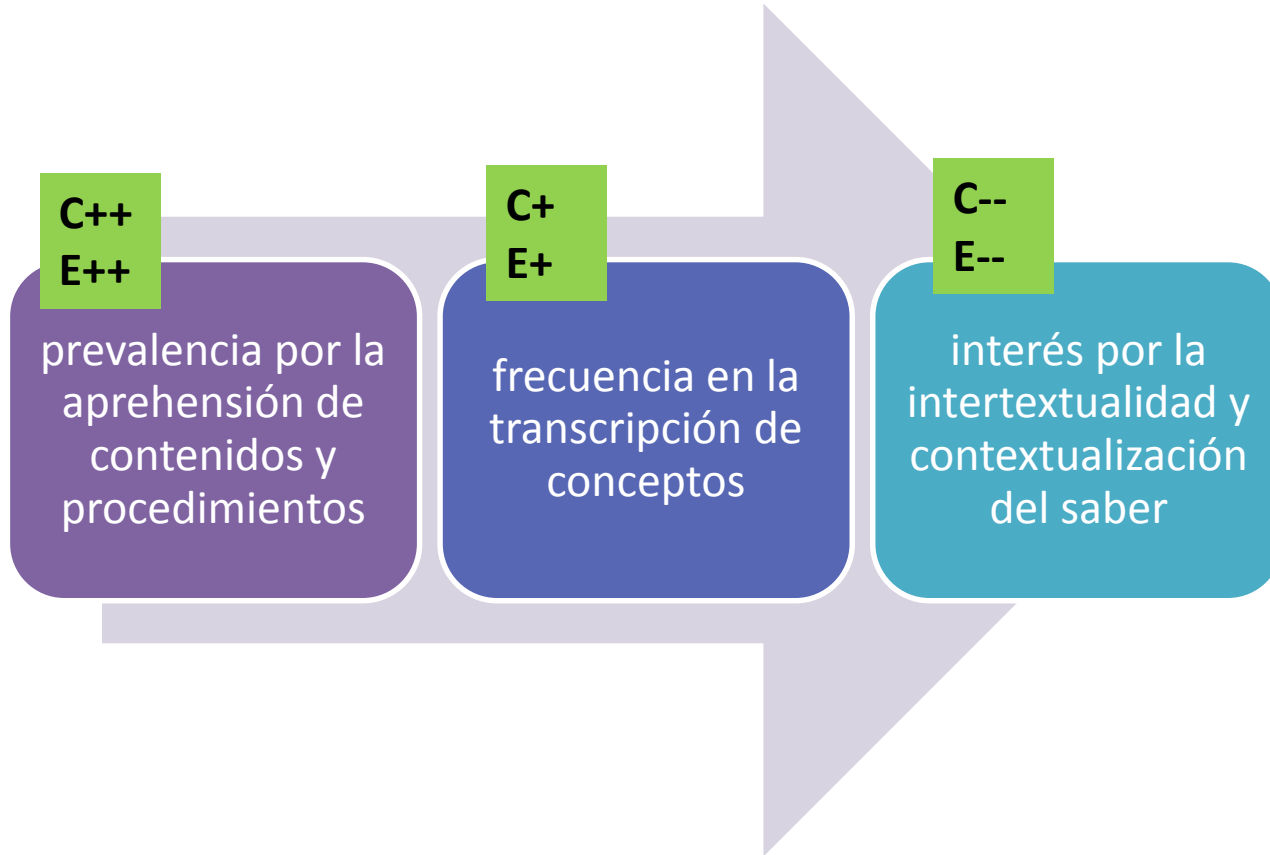 C++
E++
prevalencia por la
aprehensión de
contenidos y
procedimientos
C+
E+
frecuencia en la
transcripción de
conceptos
C--
E--
interés por la
intertextualidad y
contextualización
del saber